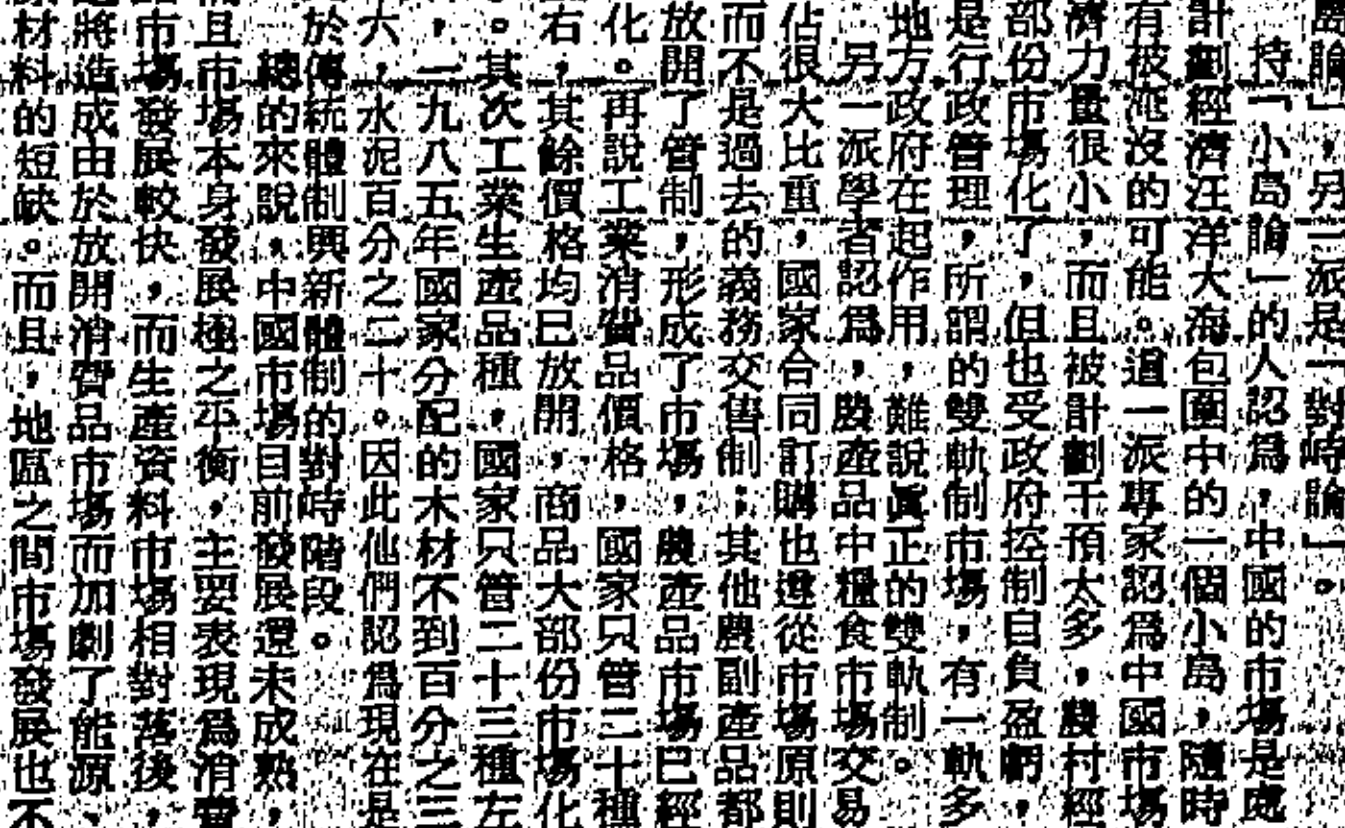 島論」，另一派是「對峙論」。
持「小島論」的人認爲，中國的市場是處
計劃經濟汪洋大海包圍中的一個小島，隨時
有被淹沒的可能。這一派專家認爲中國市場
濟力量很小，而且被計劃干預太多，農村經
部份市場化了，但也受政府控制自負盈虧，
是行政管理，所謂的雙軌制市場，有一軌多
地方政府在起作用，難說眞正的雙軌制。
另一派學者認爲，農產品中糧食市場交易
佔很大比重，國家合同訂購也遵從市場原則
而不是過去的義務交售制；其他農副產品都
放開了管制，形成了市場，農產品市場已經
化。再說工業消費品價格，國家只管二十種
右，其餘價格均已放開，商品大部份市場化
。其次工業生產品種，國家只管二十三種左
，一九八五年國家分配的木材不到百分之三
六，水泥百分之二十。因此他們認爲現在是
於傳統體制與新體制的對峙階段。
總的來說，中國市場目前發展還未成熟，
且市場本身發展極之不平衡，主要表現爲消費
市場發展較快，而生產資料市場相對落後，
將造成由於放開消費品市場而加劇了能源、
材料的短缺。而且，地區之間市場發展也不